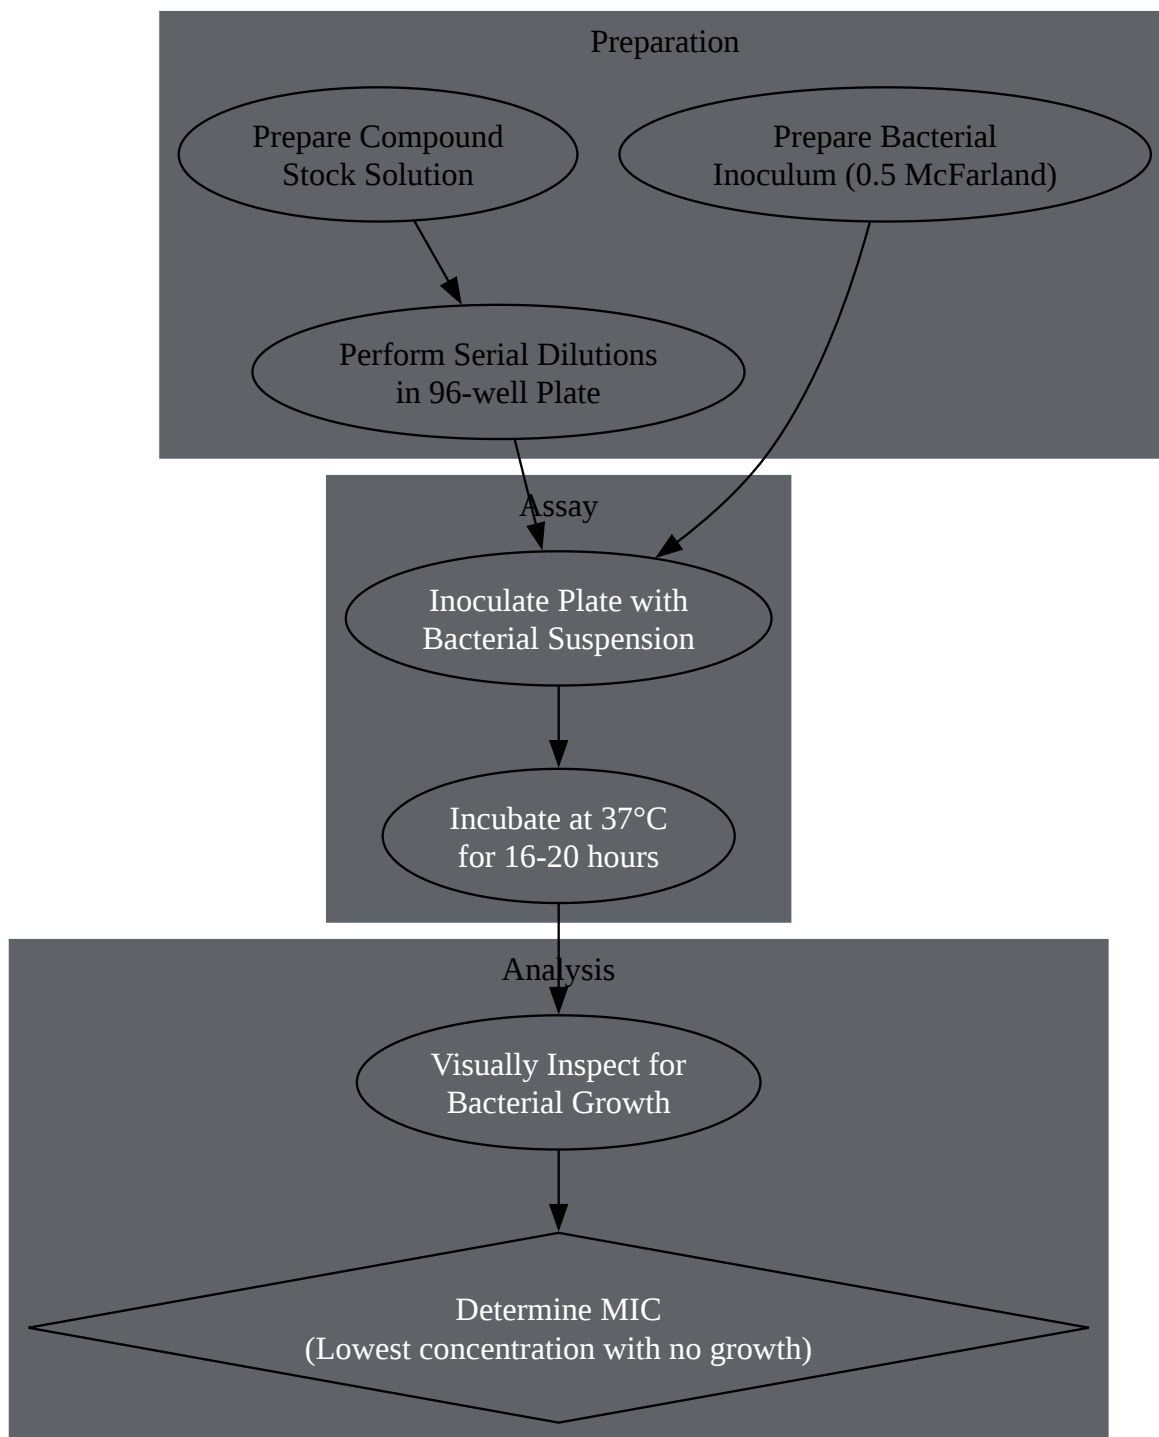 Preparation
Prepare Compound
Stock Solution
Prepare Bacterial
Inoculum (0.5 McFarland)
Perform Serial Dilutions
in 96-well Plate
Assay
Inoculate Plate with
Bacterial Suspension
Incubate at 37°C
for 16-20 hours
Analysis
Visually Inspect for
Bacterial Growth
Determine MIC
(Lowest concentration with no growth)